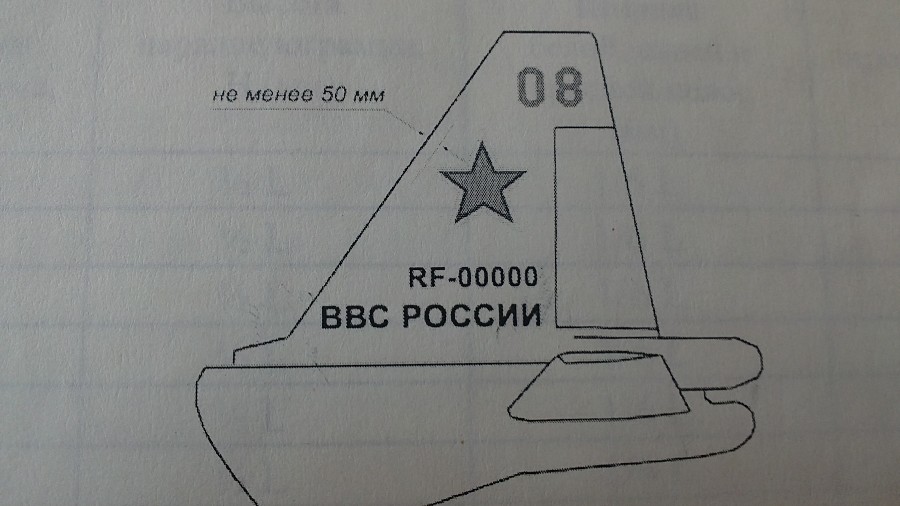 08
не менее 50 мм
RF-00000
ВВС РОССИИ